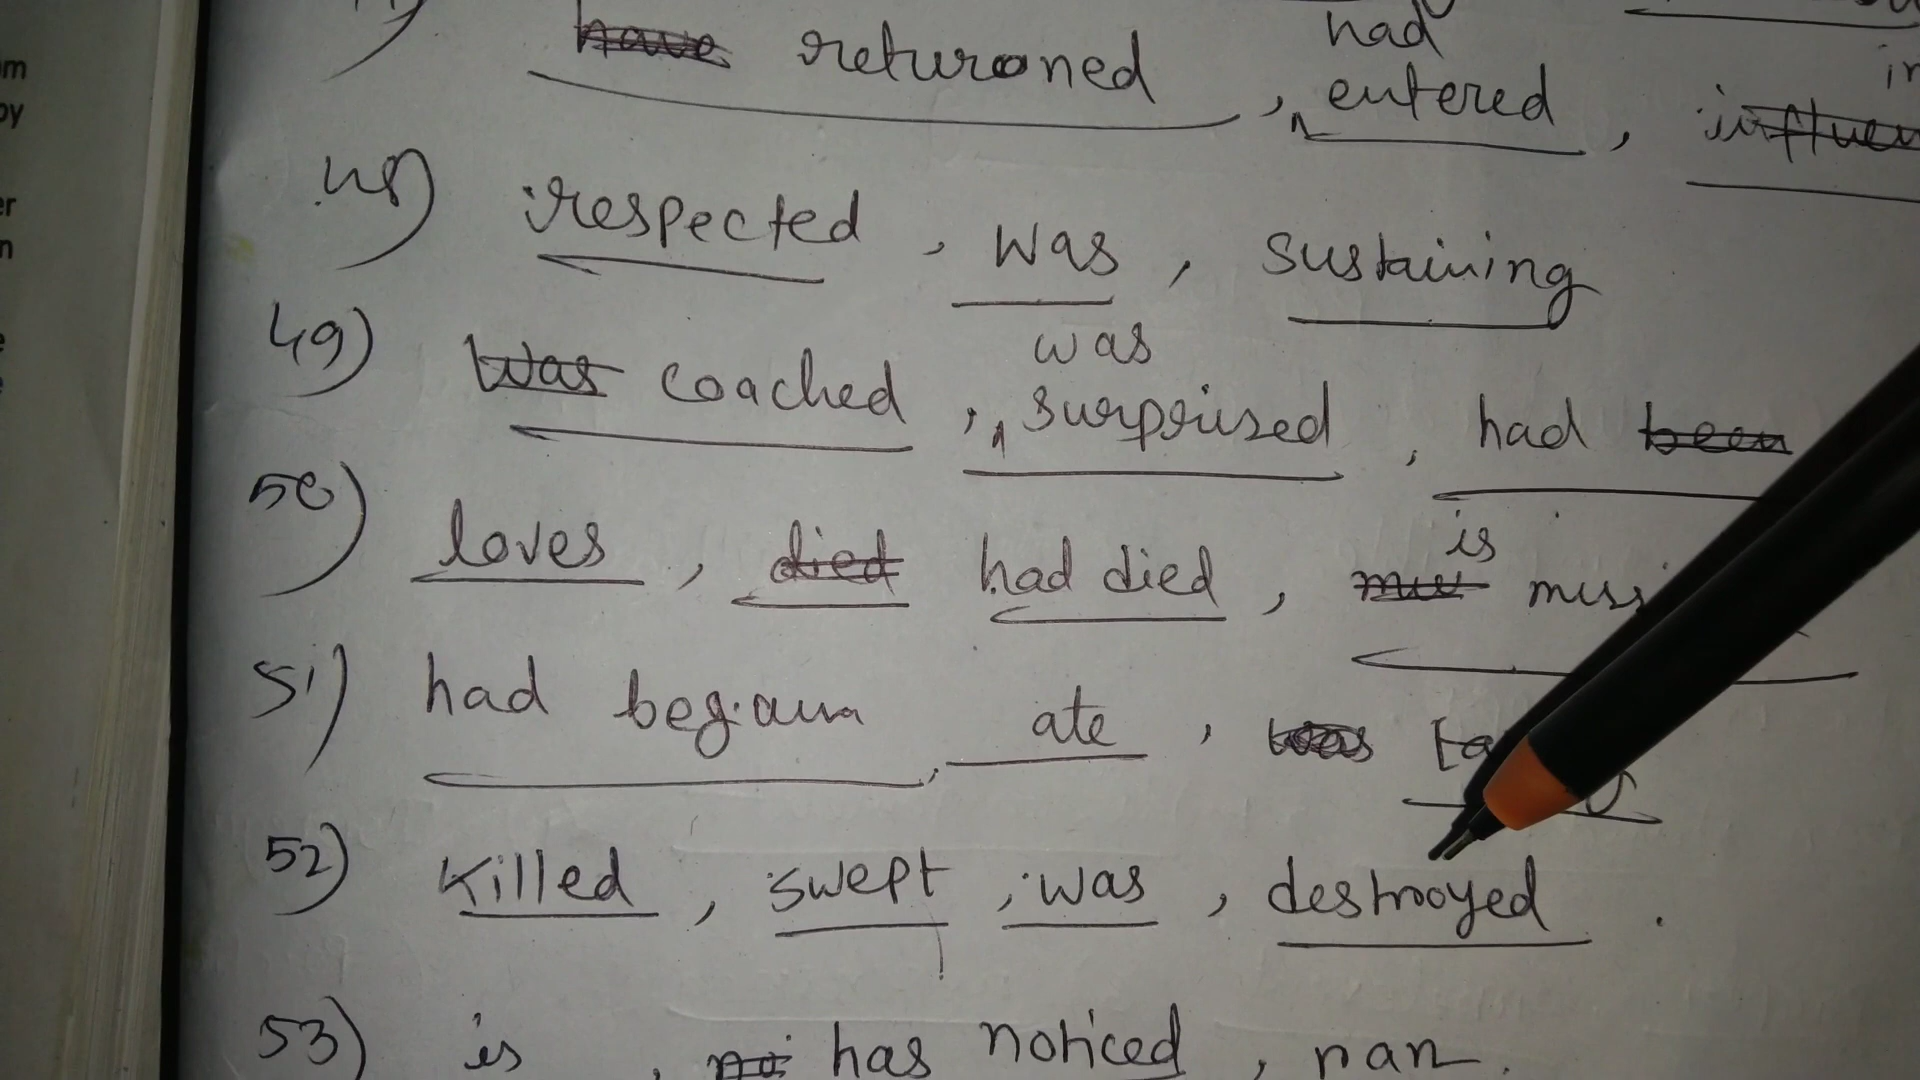 had
returned , entered ,
48) respected , was , sustaining
was
49) was coached , surprised , had been
is
50) loves , died had died ,
51) had began , ate , was
52) killed , swept , was , destroyed .
53) is , has noticed , ran .